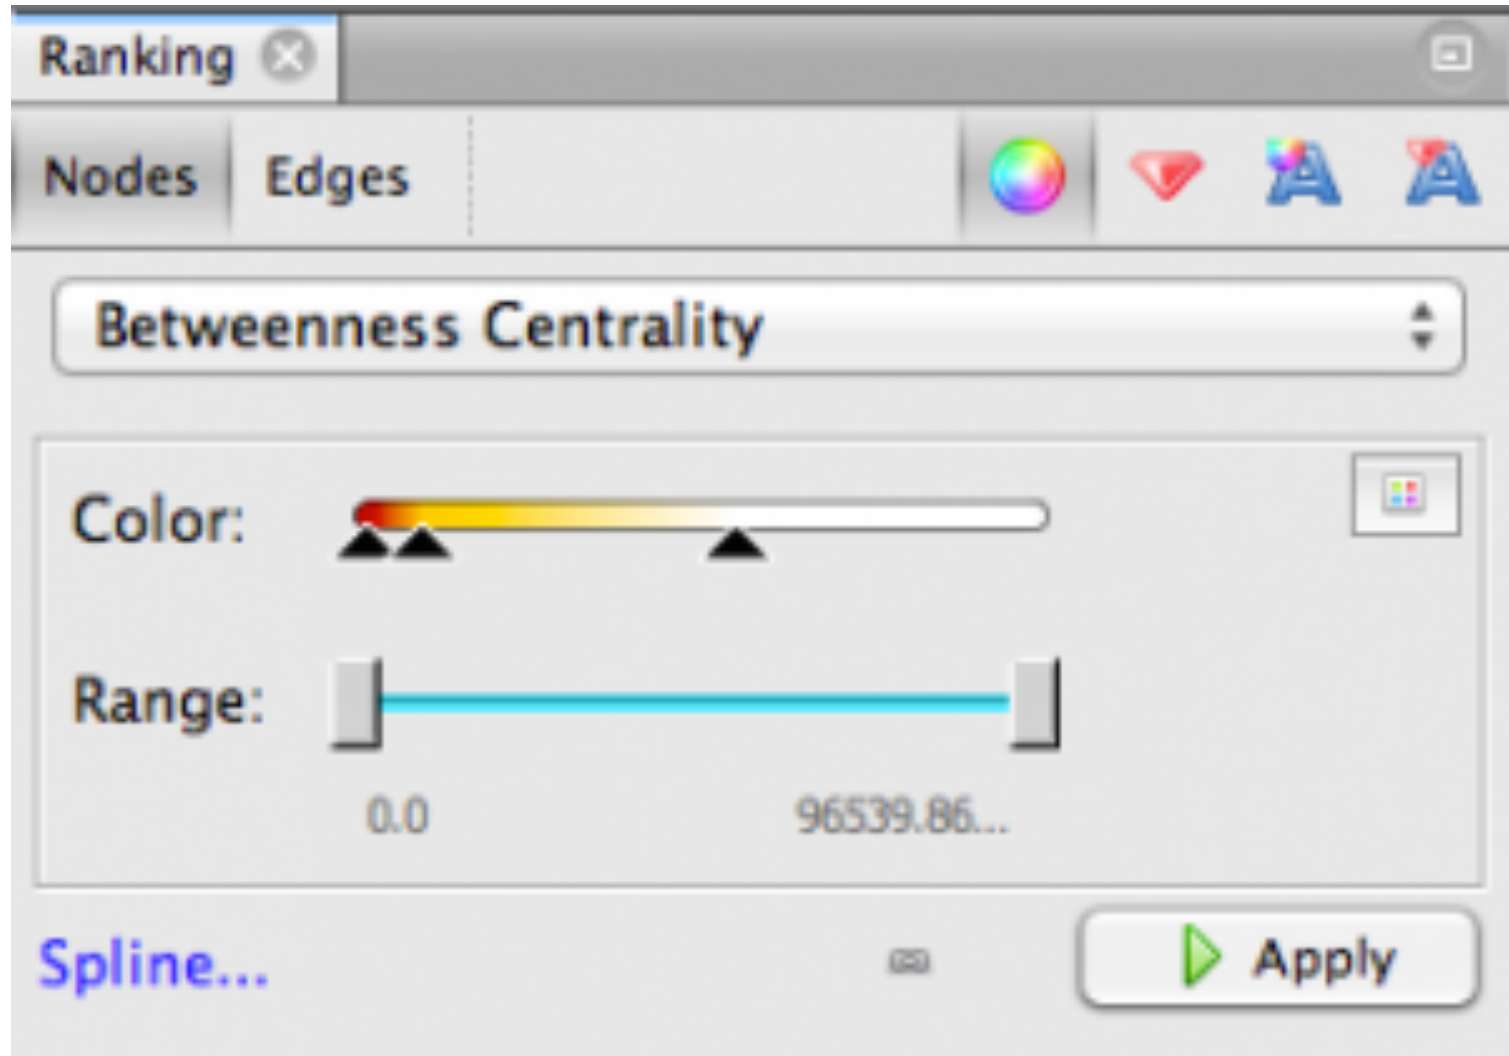 Ranking
Nodes Edges
Betweenness Centrality
Color:
Range:
0.0 96539.86...
Spline... Apply